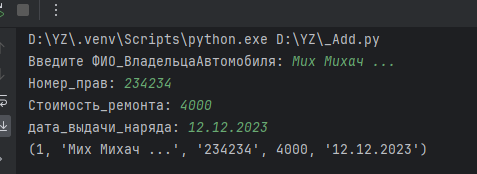 D:\YZ\.venv\Scripts\python.exe D:\YZ\_Add.py
Введите ФИО_ВладельцаАвтомобиля: Мих Михач ...
Номер_прав: 234234
Стоимость_ремонта: 4000
дата_выдачи_наряда: 12.12.2023
(1, 'Мих Михач ...', '234234', 4000, '12.12.2023')